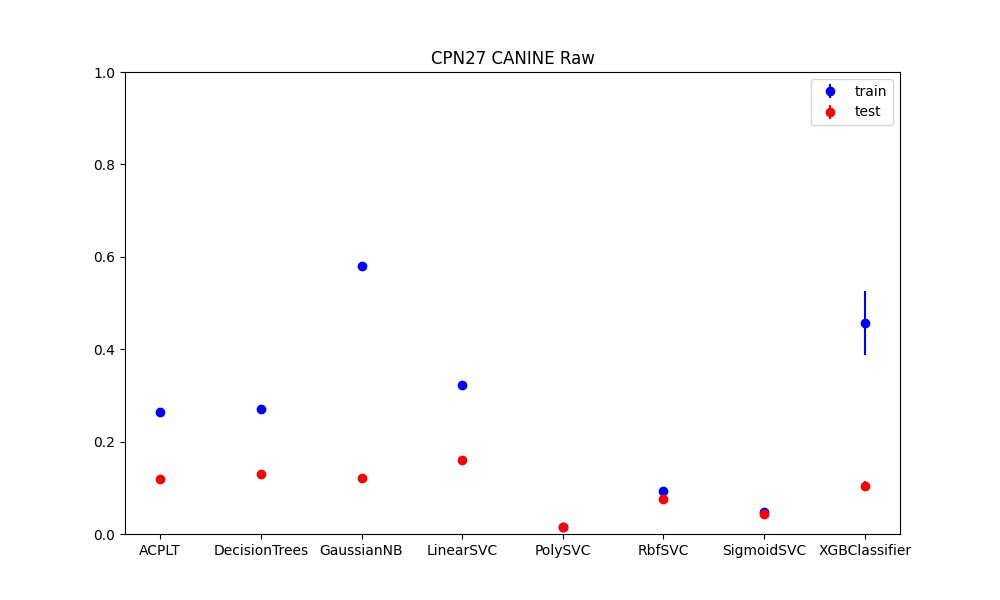 CPN27 CANINE Raw
train
test
1.0
0.8
0.6
0.4
0.2
0.0
ACPLT DecisionTrees GaussianNB LinearSVC PolySVC RbfSVC SigmoidSVC XGBClassifier